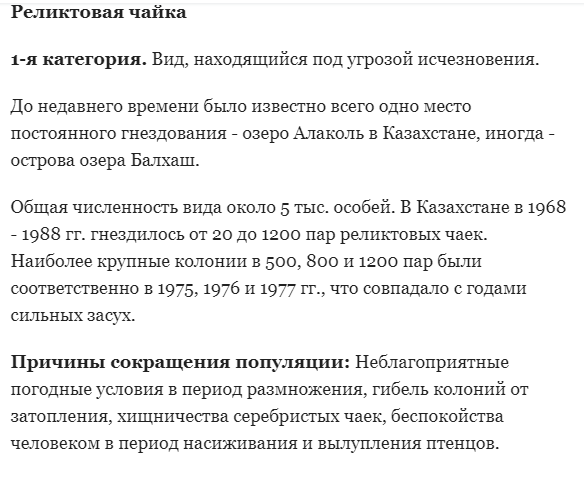 Реликтовая чайка
1-я категория. Вид, находящийся под угрозой исчезновения.
До недавнего времени было известно всего одно место
постоянного гнездования - озеро Алаколь в Казахстане, иногда -
острова озера Балхаш.
Общая численность вида около 5 тыс. особей. В Казахстане в 1968
- 1988 гг. гнездилось от 20 до 1200 пар реликтовых чаек.
Наиболее крупные колонии в 500, 800 и 1200 пар были
соответственно в 1975, 1976 и 1977 гг., что совпадало с годами
сильных засух.
Причины сокращения популяции: Неблагоприятные
погодные условия в период размножения, гибель колоний от
затопления, хищничества серебристых чаек, беспокойства
человеком в период насиживания и вылупления птенцов.